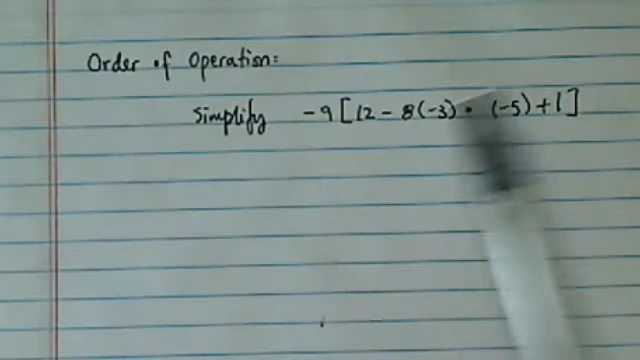 Order of Operation:
Simplify -9[12 - 8(-3) · (-5) + 1]